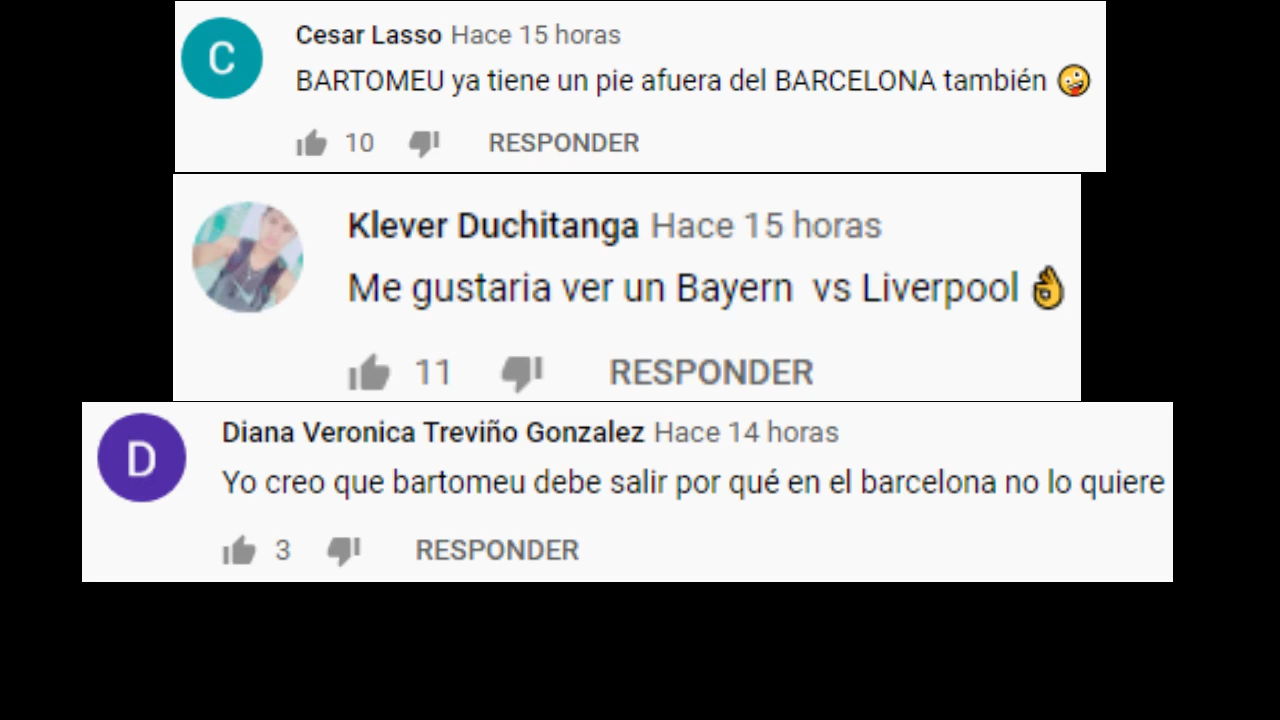 C
Cesar Lasso Hace 15 horas
BARTOMEU ya tiene un pie afuera del BARCELONA también 🤪
10 RESPONDER
Klever Duchitanga Hace 15 horas
Me gustaria ver un Bayern  vs Liverpool 👌
11 RESPONDER
D
Diana Veronica Treviño Gonzalez Hace 14 horas
Yo creo que bartomeu debe salir por qué en el barcelona no lo quiere
3 RESPONDER